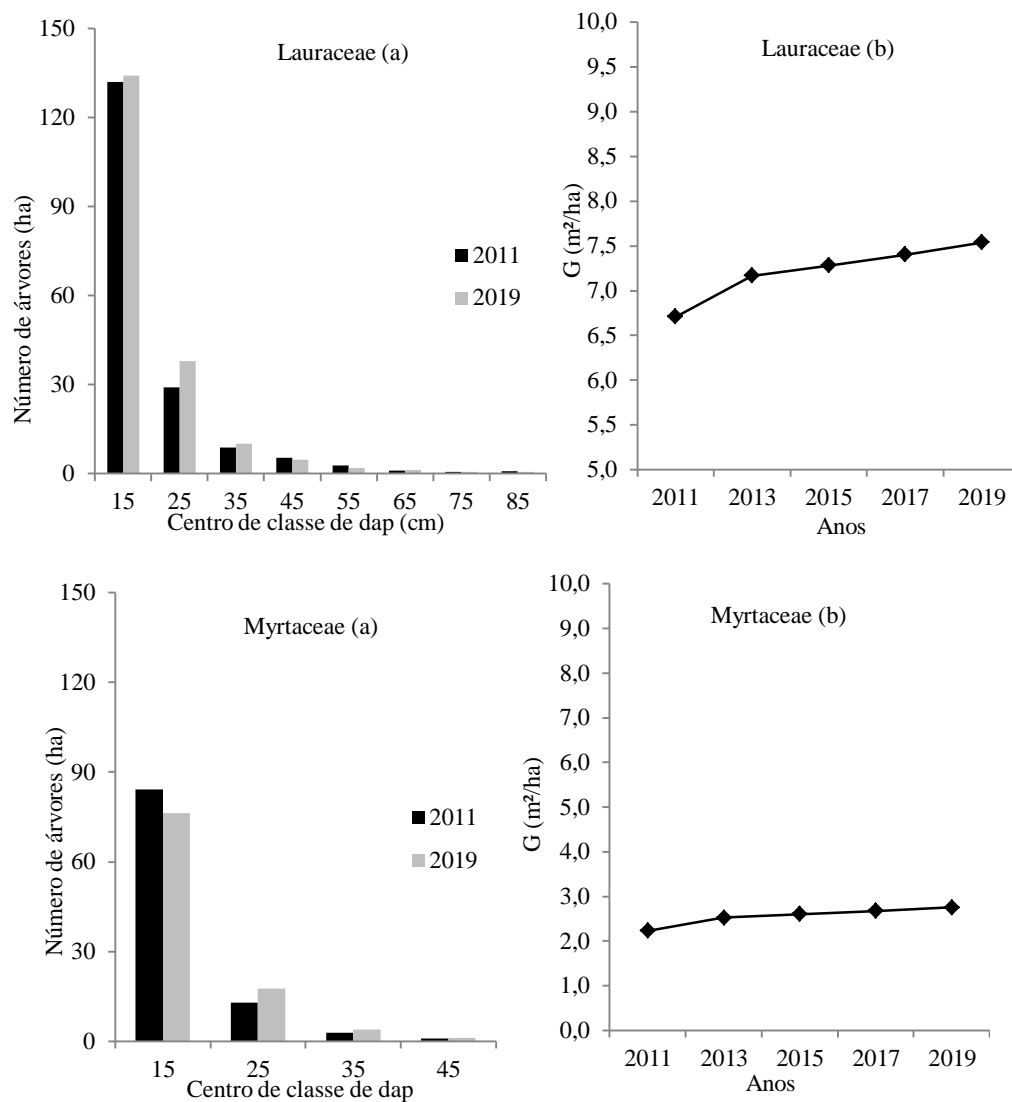 Lauraceae (a)
Número de árvores (ha)
150
120
90
60
30
0
2011
2019
15 25 35 45 55 65 75 85
Centro de classe de dap (cm)
Lauraceae (b)
G (m²/ha)
10,0
9,5
9,0
8,5
8,0
7,5
7,0
6,5
6,0
5,5
5,0
2011 2013 2015 2017 2019
Anos
Myrtaceae (a)
Número de árvores (ha)
150
120
90
60
30
0
2011
2019
15 25 35 45
Centro de classe de dap
Myrtaceae (b)
G (m²/ha)
10,0
9,0
8,0
7,0
6,0
5,0
4,0
3,0
2,0
1,0
0,0
2011 2013 2015 2017 2019
Anos